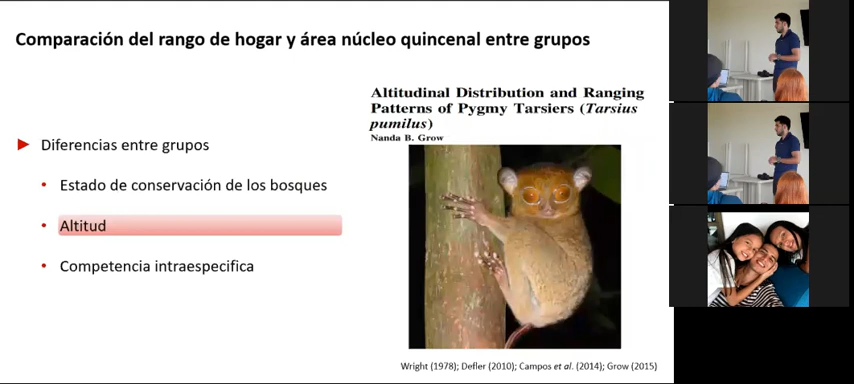 Comparación del rango de hogar y área núcleo quincenal entre grupos
Diferencias entre grupos
Estado de conservación de los bosques
Altitud
Competencia intraespecifica
Altitudinal Distribution and Ranging
Patterns of Pygmy Tarsiers (Tarsius
pumilus)
Nanda B. Grow
Wright (1978); Defler (2010); Campos et al. (2014); Grow (2015)